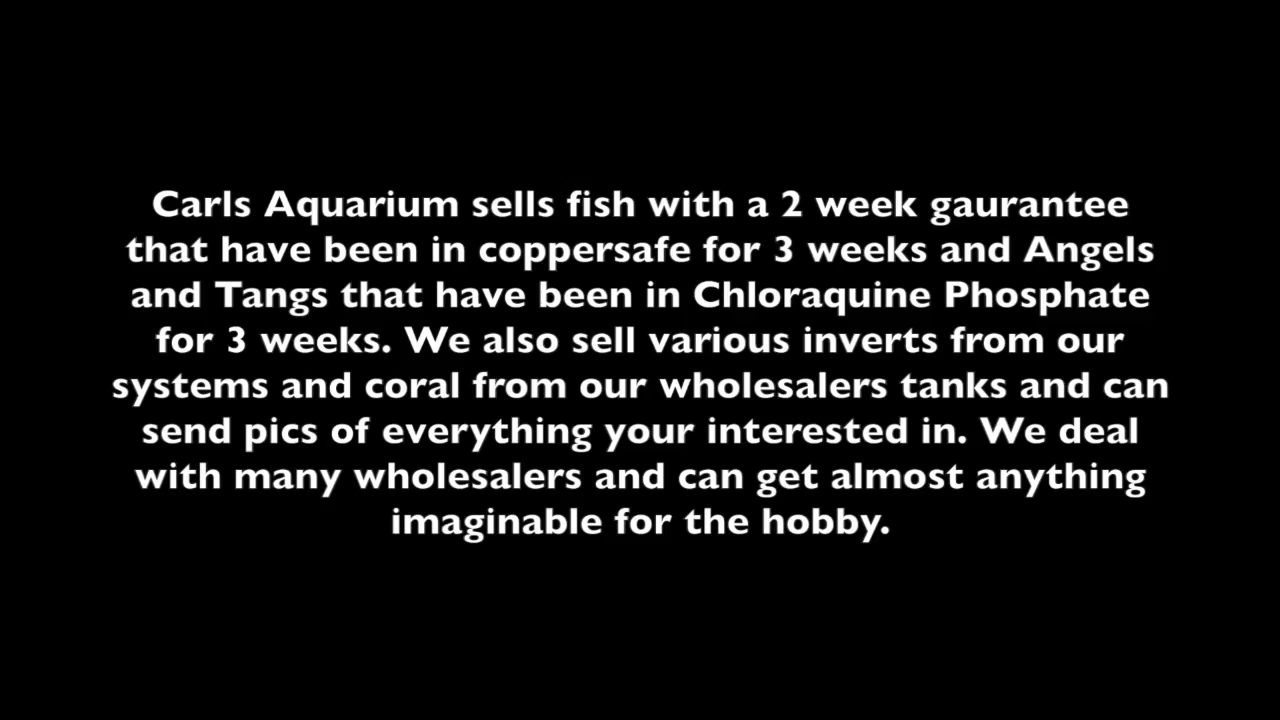 Carls Aquarium sells fish with a 2 week gaurantee
that have been in coppersafe for 3 weeks and Angels
and Tangs that have been in Chloraquine Phosphate
for 3 weeks. We also sell various inverts from our
systems and coral from our wholesalers tanks and can
send pics of everything your interested in. We deal
with many wholesalers and can get almost anything
imaginable for the hobby.